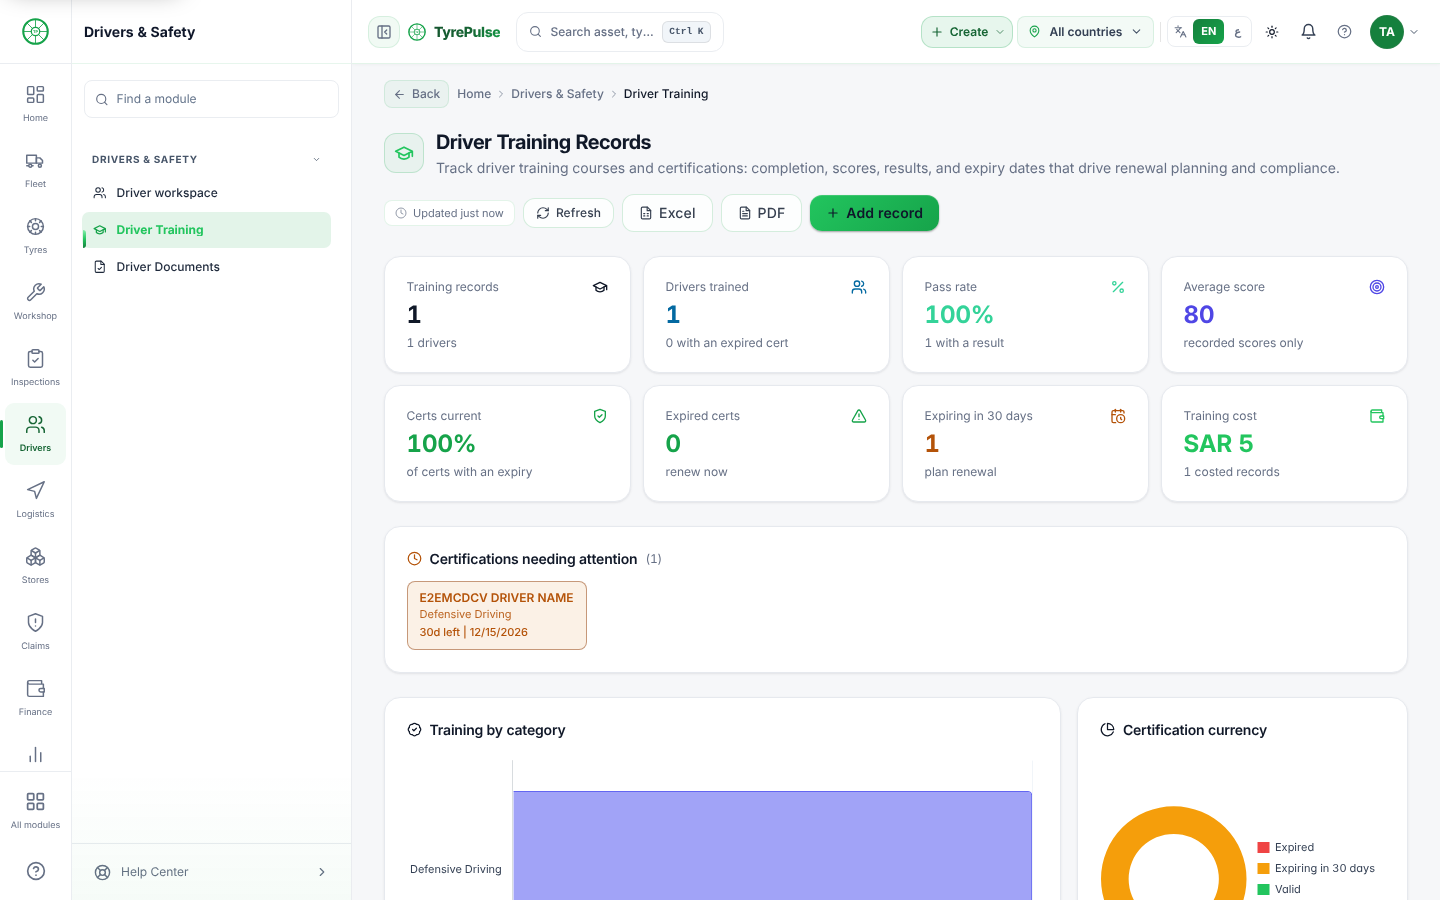 Drivers & Safety
TyrePulse
Search asset, ty...
Ctrl K
Create
All countries
EN
ع
TA
Home
Fleet
Tyres
Workshop
Inspections
Drivers
Logistics
Stores
Claims
Finance
All modules
Find a module
DRIVERS & SAFETY
Driver workspace
Driver Training
Driver Documents
Help Center
Back
Home
Drivers & Safety
Driver Training
Driver Training Records
Track driver training courses and certifications: completion, scores, results, and expiry dates that drive renewal planning and compliance.
Updated just now
Refresh
Excel
PDF
Add record
Training records
1
1 drivers
Drivers trained
1
0 with an expired cert
Pass rate
100%
1 with a result
Average score
80
recorded scores only
Certs current
100%
of certs with an expiry
Expired certs
0
renew now
Expiring in 30 days
1
plan renewal
Training cost
SAR 5
1 costed records
Certifications needing attention (1)
E2EMCDCV DRIVER NAME
Defensive Driving
30d left | 12/15/2026
Training by category
Defensive Driving
Certification currency
Expired
Expiring in 30 days
Valid